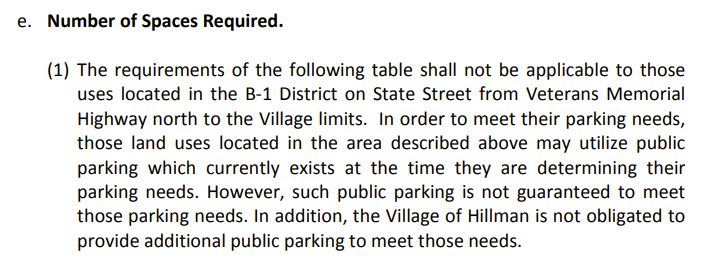 e. Number of Spaces Required.
(1) The requirements of the following table shall not be applicable to those
uses located in the B-1 District on State Street from Veterans Memorial
Highway north to the Village limits. In order to meet their parking needs,
those land uses located in the area described above may utilize public
parking which currently exists at the time they are determining their
parking needs. However, such public parking is not guaranteed to meet
those parking needs. In addition, the Village of Hillman is not obligated to
provide additional public parking to meet those needs.